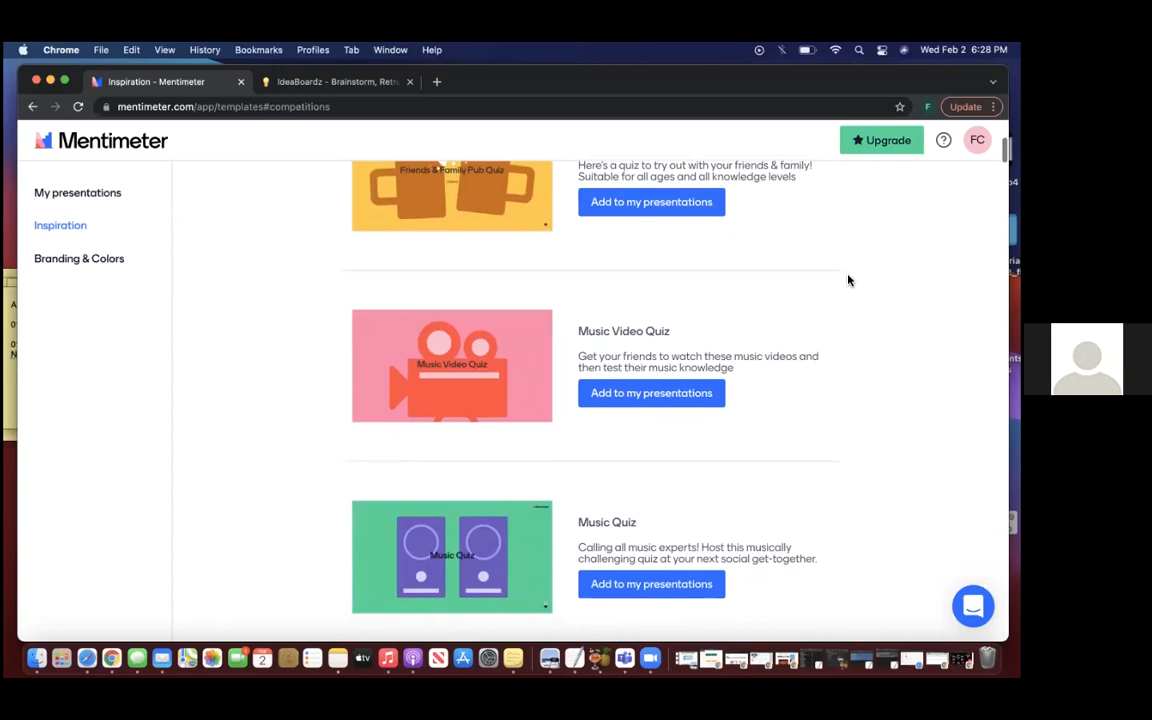 Chrome File Edit View History Bookmarks Profiles Tab Window Help Wed Feb 2 6:28 PM
Inspiration - Mentimeter IdeaBoardz - Brainstorm, Retro
mentimeter.com/app/templates#competitions F Update
Mentimeter Upgrade ? FC
My presentations
Inspiration
Branding & Colors
Friends & Family Pub Quiz
Here's a quiz to try out with your friends & family!
Suitable for all ages and all knowledge levels
Add to my presentations
Music Video Quiz
Music Video Quiz
Get your friends to watch these music videos and
then test their music knowledge
Add to my presentations
Music Quiz
Music Quiz
Calling all music experts! Host this musically
challenging quiz at your next social get-together.
Add to my presentations